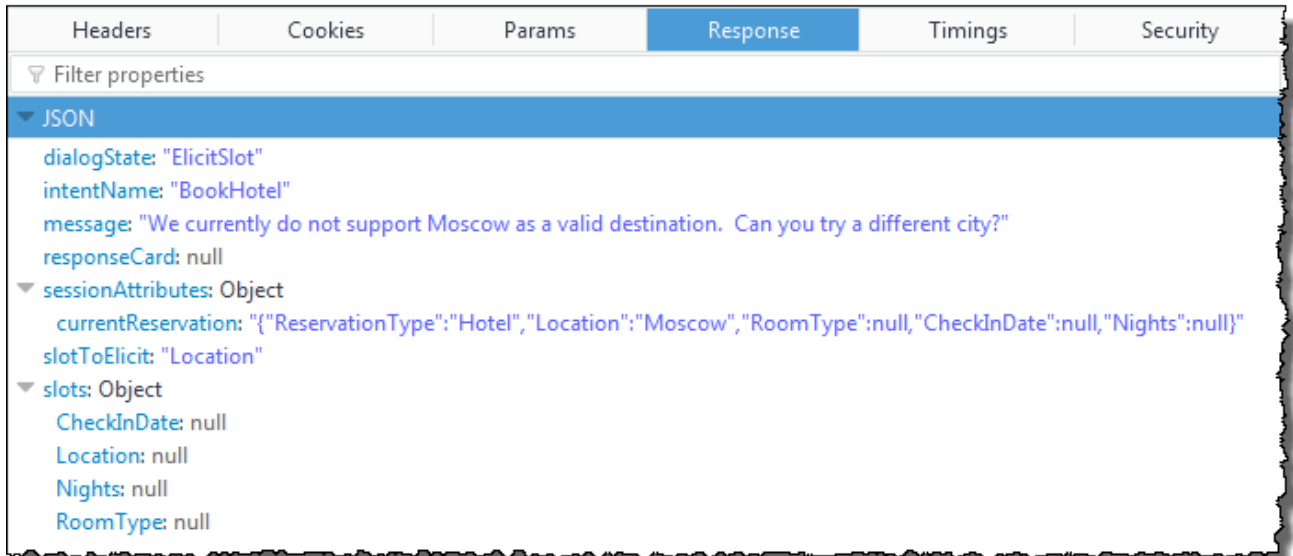 Headers Cookies Params Response Timings Security
Filter properties
JSON
dialogState: "ElicitSlot"
intentName: "BookHotel"
message: "We currently do not support Moscow as a valid destination.  Can you try a different city?"
responseCard: null
sessionAttributes: Object
currentReservation: "{"ReservationType":"Hotel","Location":"Moscow","RoomType":null,"CheckInDate":null,"Nights":null}"
slotToElicit: "Location"
slots: Object
CheckInDate: null
Location: null
Nights: null
RoomType: null